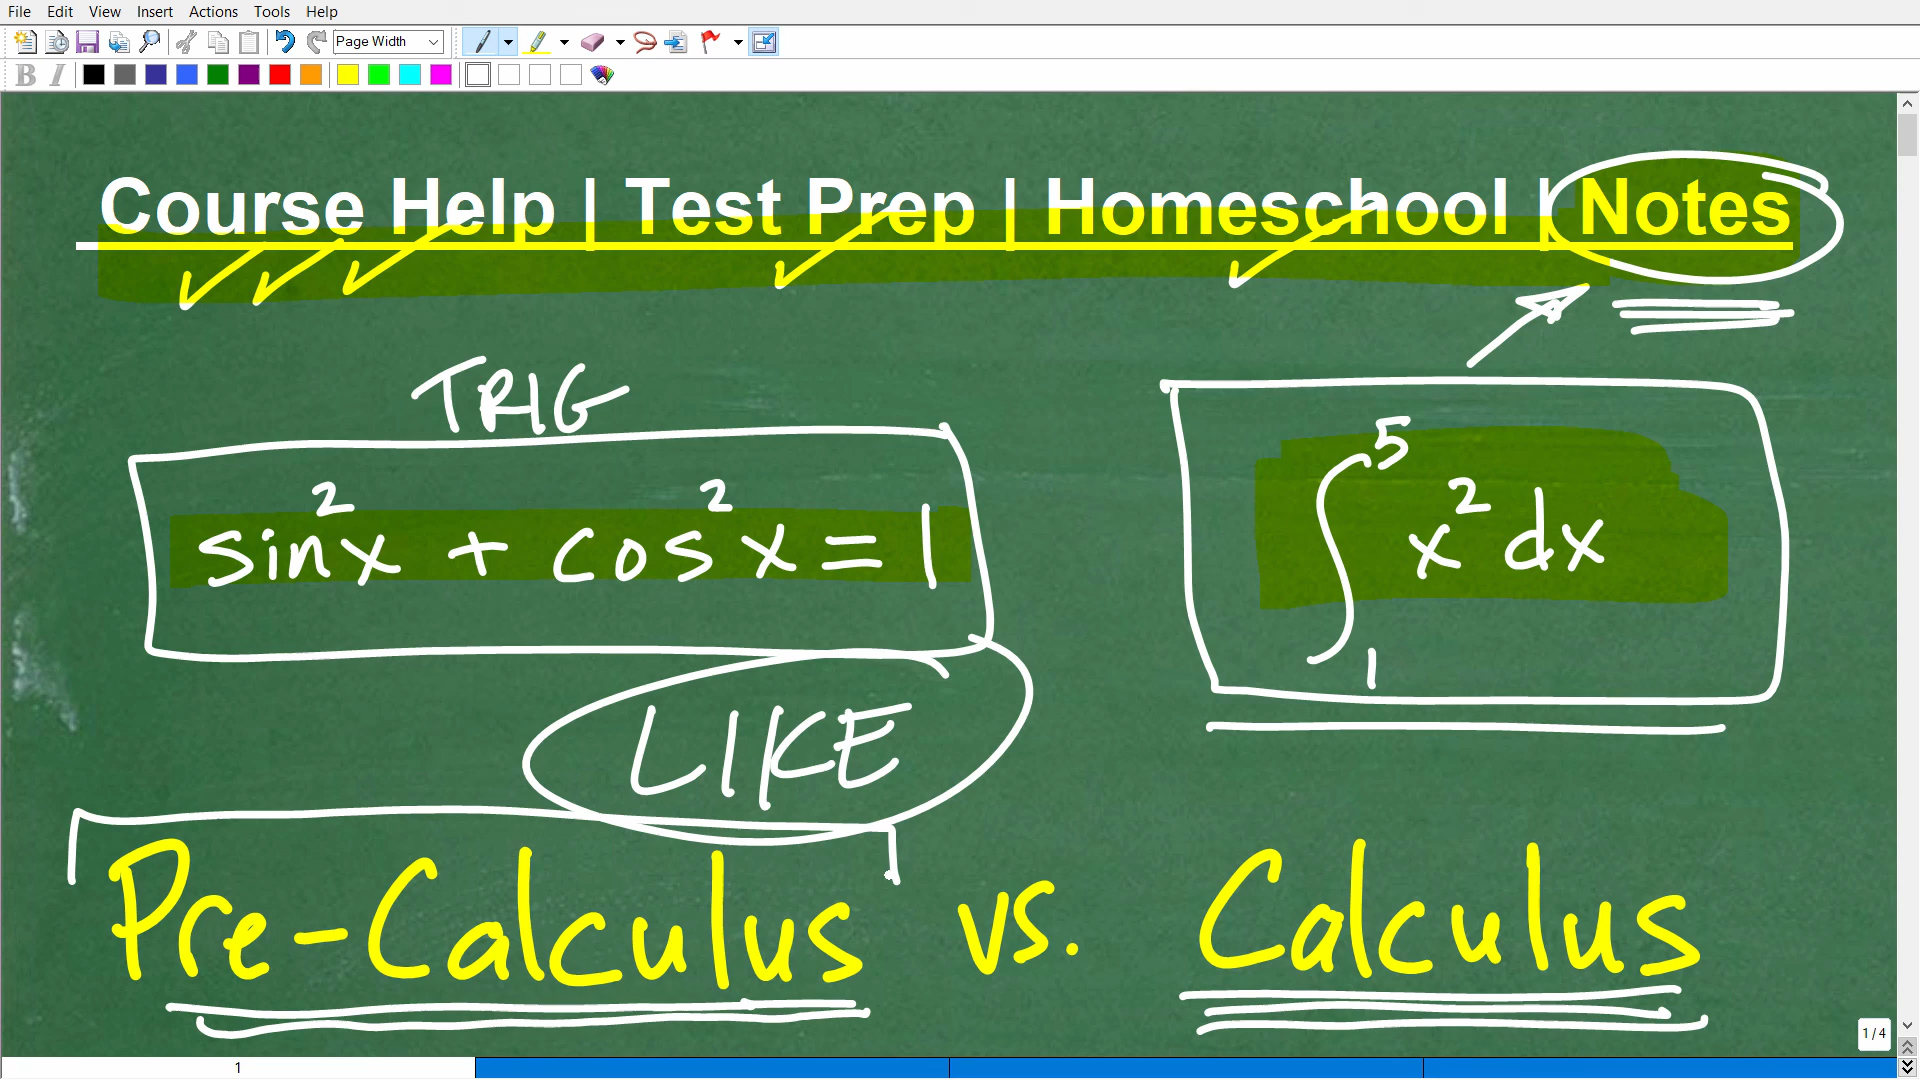 File Edit View Insert Actions Tools Help
Page Width
B I
Course Help | Test Prep | Homeschool | Notes
TRIG
sin²x + cos²x = 1
∫₁⁵ x² dx
LIKE
Pre-Calculus vs. Calculus
1 / 4
1